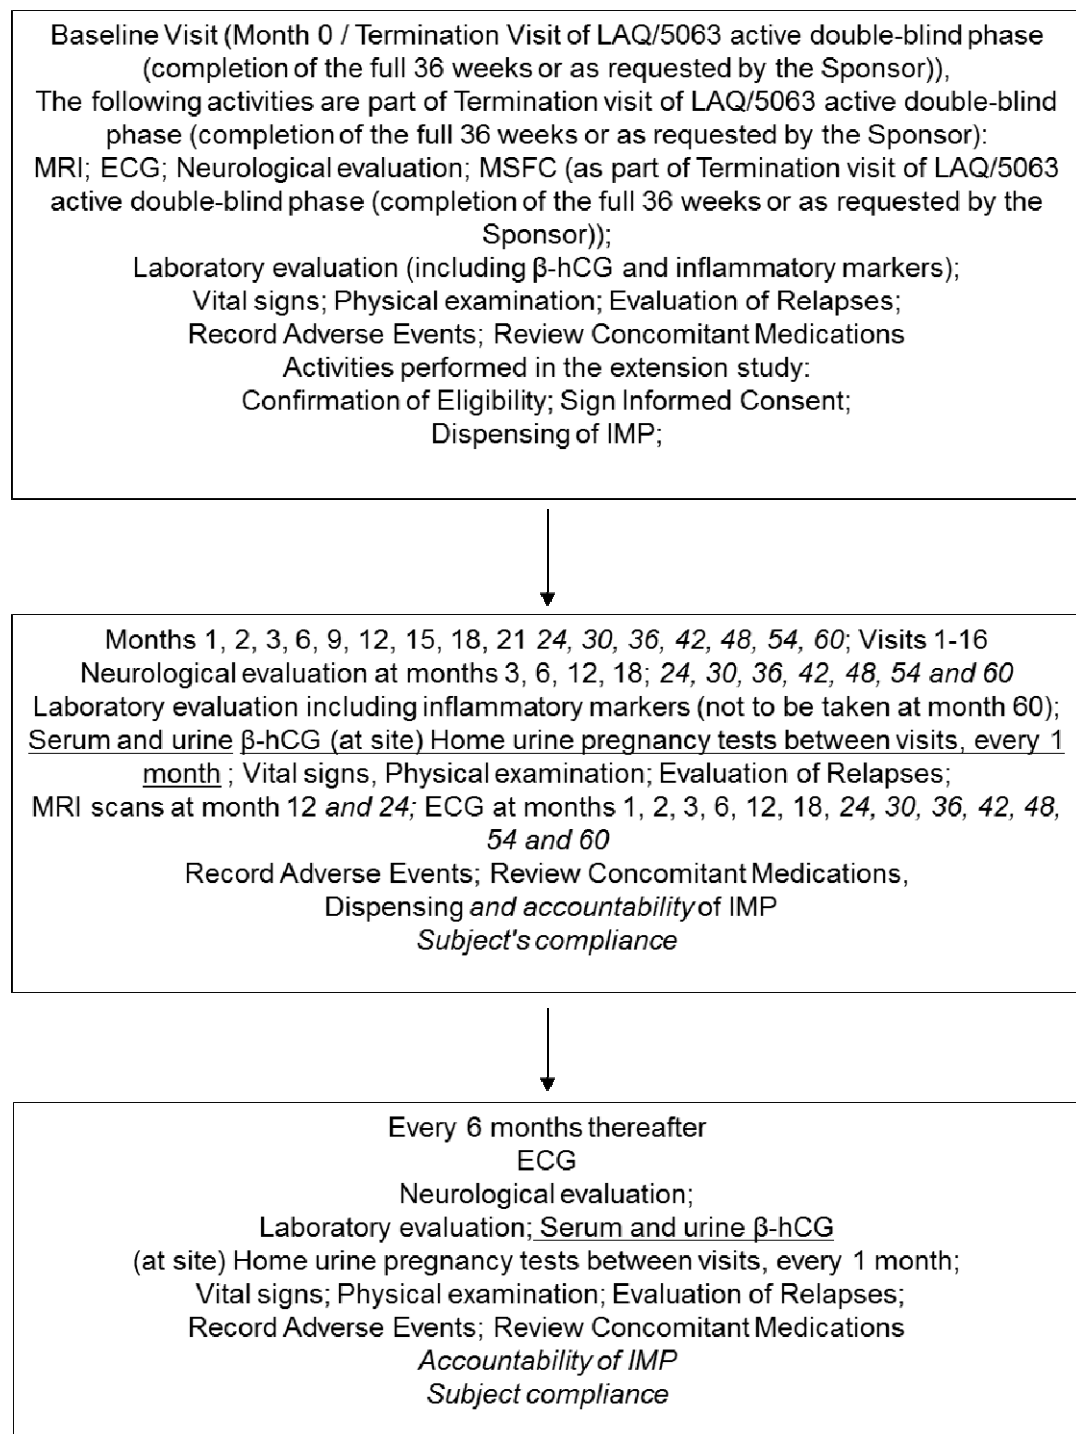 Baseline Visit (Month 0 / Termination Visit of LAQ/5063 active double-blind phase
(completion of the full 36 weeks or as requested by the Sponsor)),
The following activities are part of Termination visit of LAQ/5063 active double-blind
phase (completion of the full 36 weeks or as requested by the Sponsor):
MRI; ECG; Neurological evaluation; MSFC (as part of Termination visit of LAQ/5063
active double-blind phase (completion of the full 36 weeks or as requested by the
Sponsor));
Laboratory evaluation (including β-hCG and inflammatory markers);
Vital signs; Physical examination; Evaluation of Relapses;
Record Adverse Events; Review Concomitant Medications
Activities performed in the extension study:
Confirmation of Eligibility; Sign Informed Consent;
Dispensing of IMP;
Months 1, 2, 3, 6, 9, 12, 15, 18, 21 24, 30, 36, 42, 48, 54, 60; Visits 1-16
Neurological evaluation at months 3, 6, 12, 18; 24, 30, 36, 42, 48, 54 and 60
Laboratory evaluation including inflammatory markers (not to be taken at month 60);
Serum and urine β-hCG (at site) Home urine pregnancy tests between visits, every 1
month ; Vital signs, Physical examination; Evaluation of Relapses;
MRI scans at month 12 and 24; ECG at months 1, 2, 3, 6, 12, 18, 24, 30, 36, 42, 48,
54 and 60
Record Adverse Events; Review Concomitant Medications,
Dispensing and accountability of IMP
Subject's compliance
Every 6 months thereafter
ECG
Neurological evaluation;
Laboratory evaluation; Serum and urine β-hCG
(at site) Home urine pregnancy tests between visits, every 1 month;
Vital signs; Physical examination; Evaluation of Relapses;
Record Adverse Events; Review Concomitant Medications
Accountability of IMP
Subject compliance